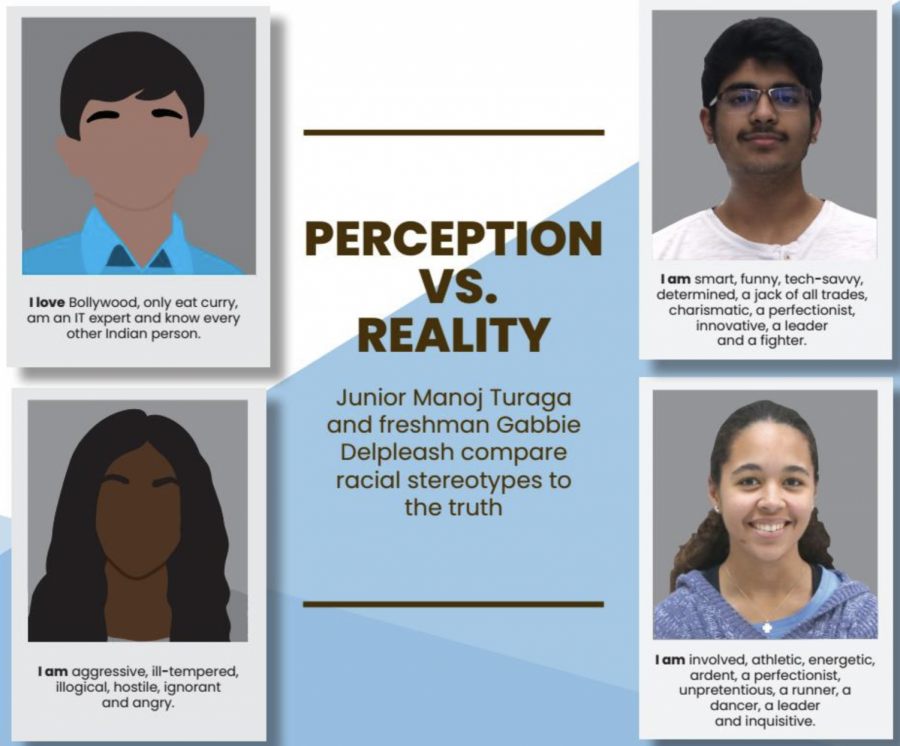 I love Bollywood, only eat curry,
am an IT expert and know every
other Indian person.
PERCEPTION
VS.
REALITY
Junior Manoj Turaga
and freshman Gabbie
Delpleash compare
racial stereotypes to
the truth
I am smart, funny, tech-savvy,
determined, a jack of all trades,
charismatic, a perfectionist,
innovative, a leader
and a fighter.
I am aggressive, ill-tempered,
illogical, hostile, ignorant
and angry.
I am involved, athletic, energetic,
ardent, a perfectionist,
unpretentious, a runner, a
dancer, a leader
and inquisitive.